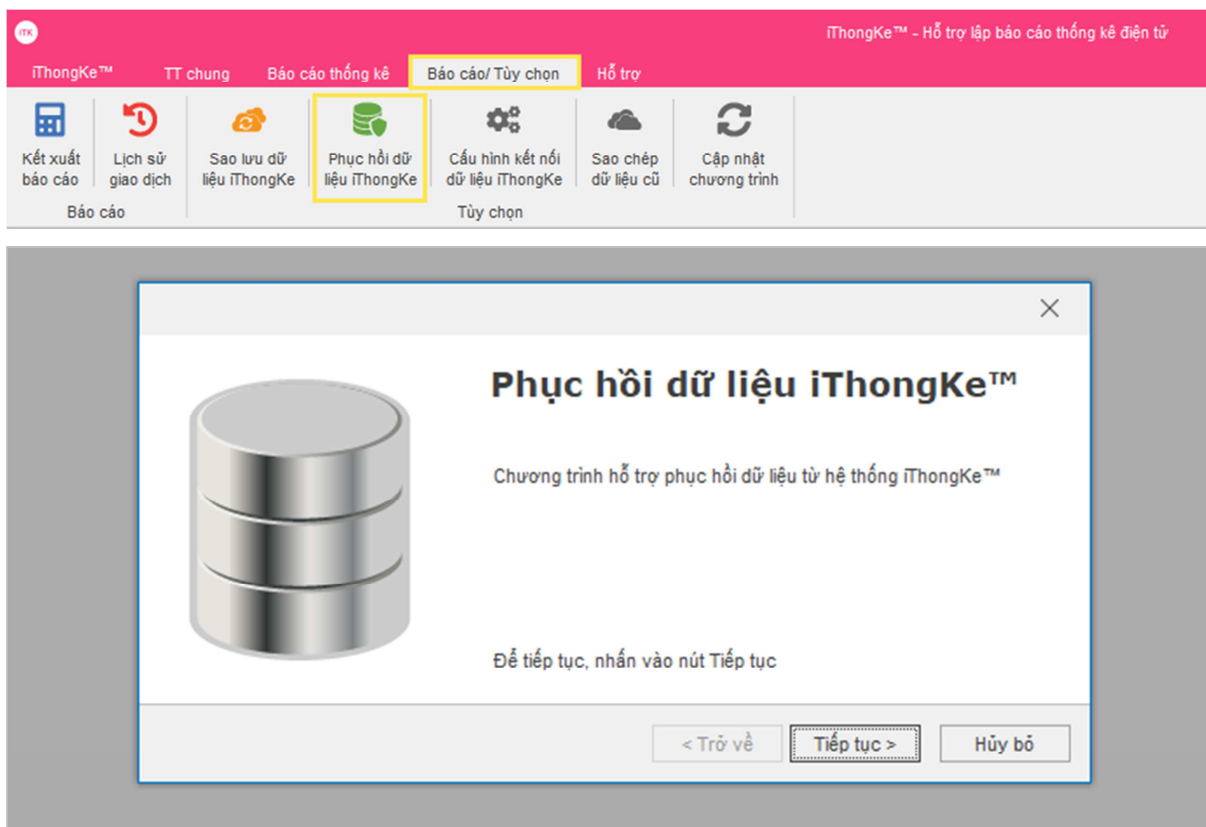 iTK
iThongKe™ - Hỗ trợ lập báo cáo thống kê điện tử
iThongKe™ TT chung Báo cáo thống kê Báo cáo/ Tùy chọn Hỗ trợ
Kết xuất báo cáo
Lịch sử giao dịch
Sao lưu dữ liệu iThongKe
Phục hồi dữ liệu iThongKe
Cấu hình kết nối dữ liệu iThongKe
Sao chép dữ liệu cũ
Cập nhật chương trình
Báo cáo
Tùy chọn
Phục hồi dữ liệu iThongKe™
Chương trình hỗ trợ phục hồi dữ liệu từ hệ thống iThongKe™
Để tiếp tục, nhấn vào nút Tiếp tục
< Trở về
Tiếp tục >
Hủy bỏ